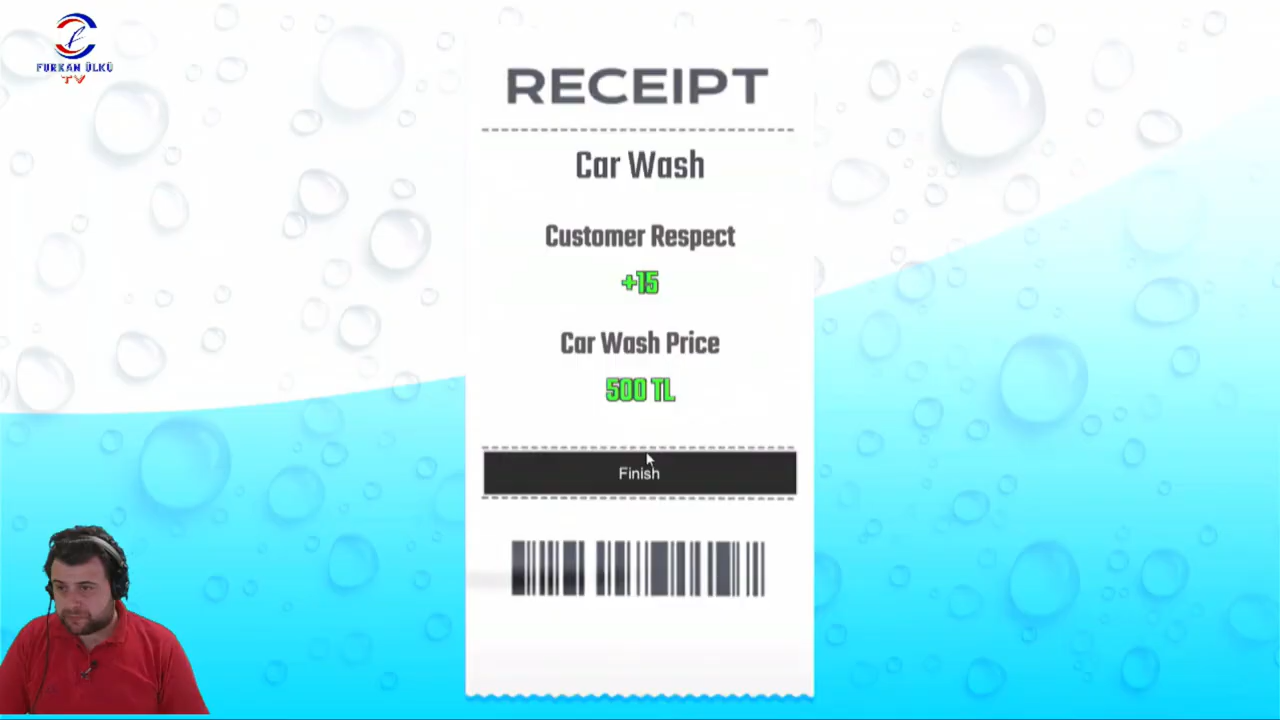 FURKAN ÜLKÜ
TV
RECEIPT
Car Wash
Customer Respect
+15
Car Wash Price
500 TL
Finish